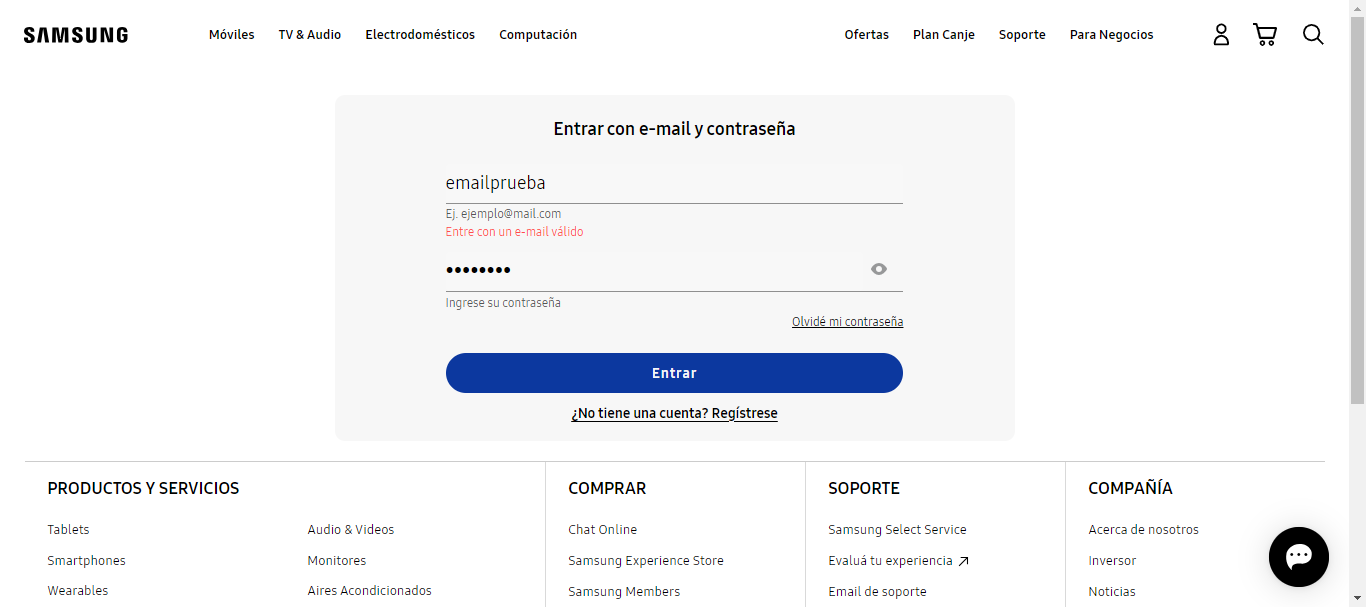 SAMSUNG
Móviles TV & Audio Electrodomésticos Computación Ofertas Plan Canje Soporte Para Negocios
Entrar con e-mail y contraseña
emailprueba
Ej. ejemplo@mail.com
Entre con un e-mail válido
••••••••
Ingrese su contraseña
Olvidé mi contraseña
Entrar
¿No tiene una cuenta? Regístrese
PRODUCTOS Y SERVICIOS
Tablets
Smartphones
Wearables
Audio & Videos
Monitores
Aires Acondicionados
COMPRAR
Chat Online
Samsung Experience Store
Samsung Members
SOPORTE
Samsung Select Service
Evaluá tu experiencia
Email de soporte
COMPAÑÍA
Acerca de nosotros
Inversor
Noticias